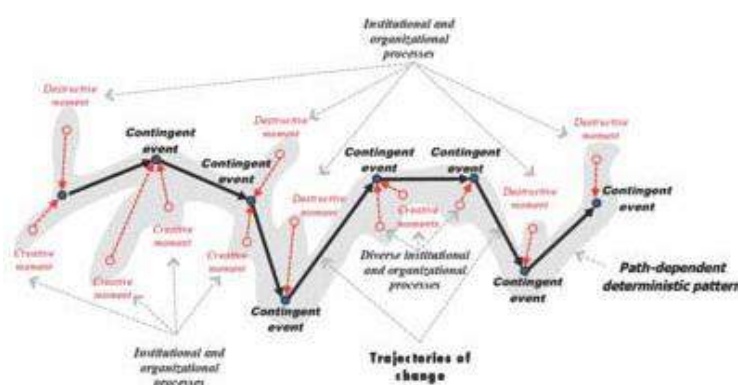 Institutional and
organizational
processes
Destructive
moment
Contingent
event
Contingent
event
Destructive
moment
Contingent
event
Contingent
event
Destructive
moment
Destructive
moment
Destructive
moment
Contingent
event
Creative
moment
Creative
moment
Creative
moment
Creative
moment
Creative
moments
Diverse institutional
and organizational
processes
Contingent
event
Contingent
event
Path-dependent
deterministic pattern
Institutional and
organizational
processes
Trajectories of
change